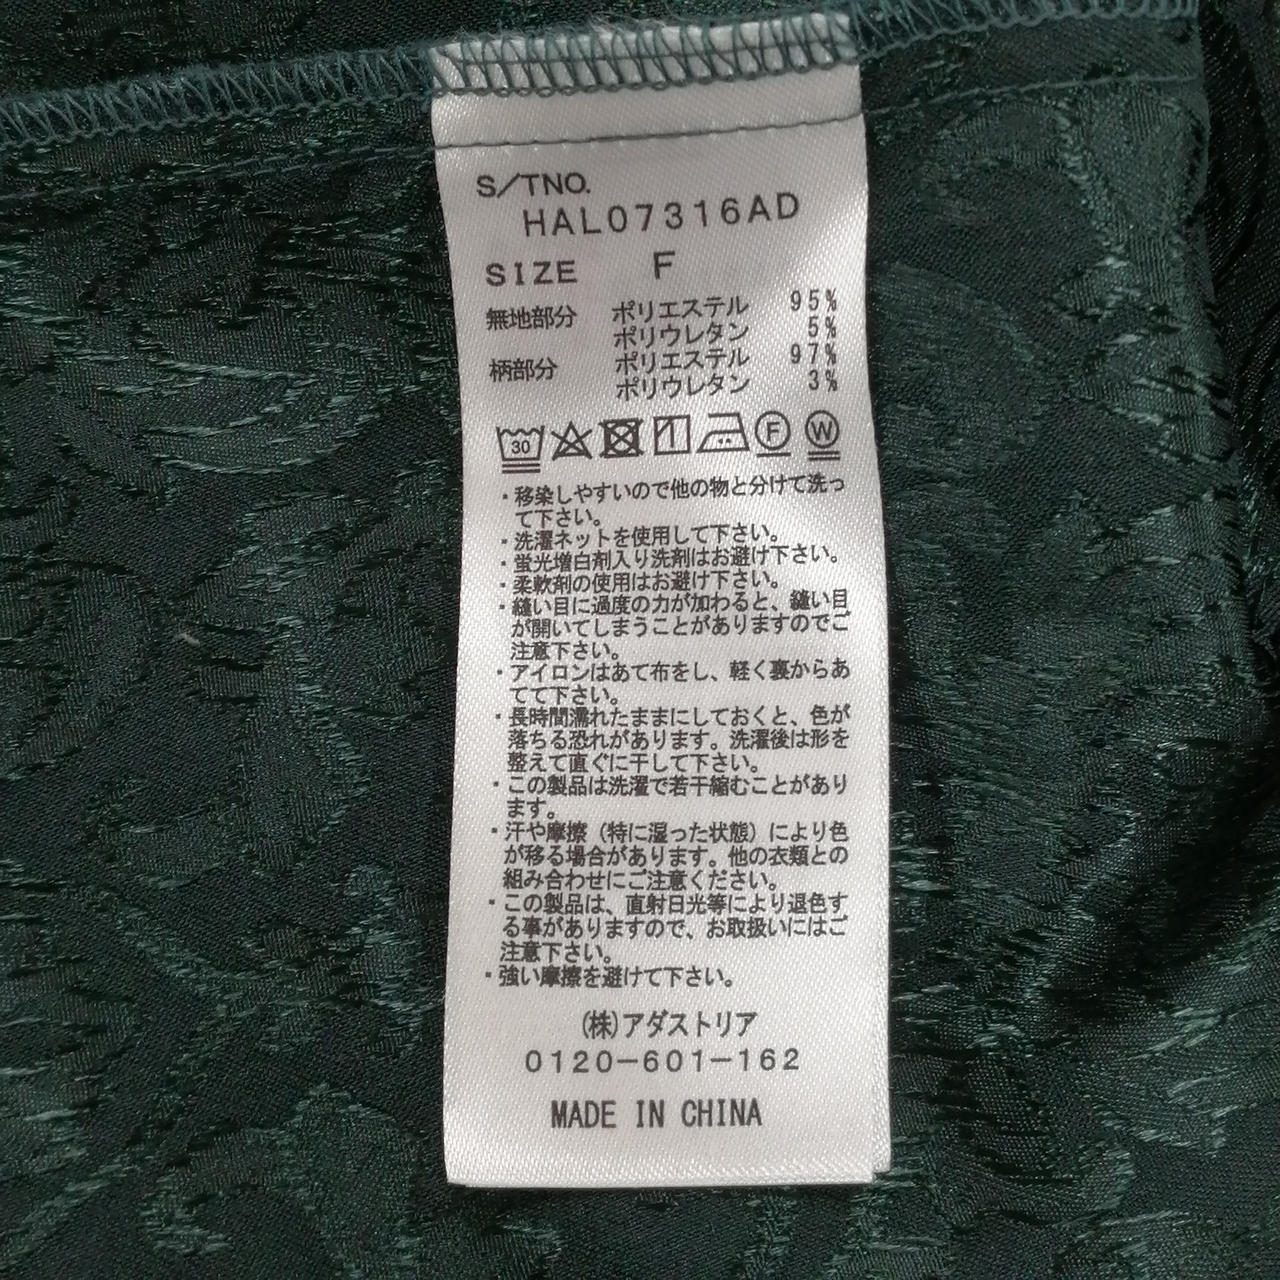 S/TNO.
HAL07316AD
SIZE F
無地部分 ポリエステル 95%
ポリウレタン 5%
柄部分 ポリエステル 97%
ポリウレタン 3%
30 F W
・移染しやすいので他の物と分けて洗っ
て下さい。
・洗濯ネットを使用して下さい。
・蛍光増白剤入り洗剤はお避け下さい。
・柔軟剤の使用はお避け下さい。
・縫い目に過度の力が加わると、縫い目
が開いてしまうことがありますのでご
注意下さい。
・アイロンはあて布をし、軽く裏からあ
てて下さい。
・長時間濡れたままにしておくと、色が
落ちる恐れがあります。洗濯後は形を
整えて直ぐに干して下さい。
・この製品は洗濯で若干縮むことがあり
ます。
・汗や摩擦（特に湿った状態）により色
が移る場合があります。他の衣類との
組み合わせにご注意ください。
・この製品は、直射日光等により退色す
る事がありますので、お取扱いにはご
注意下さい。
・強い摩擦を避けて下さい。
(株)アダストリア
0120-601-162
MADE IN CHINA